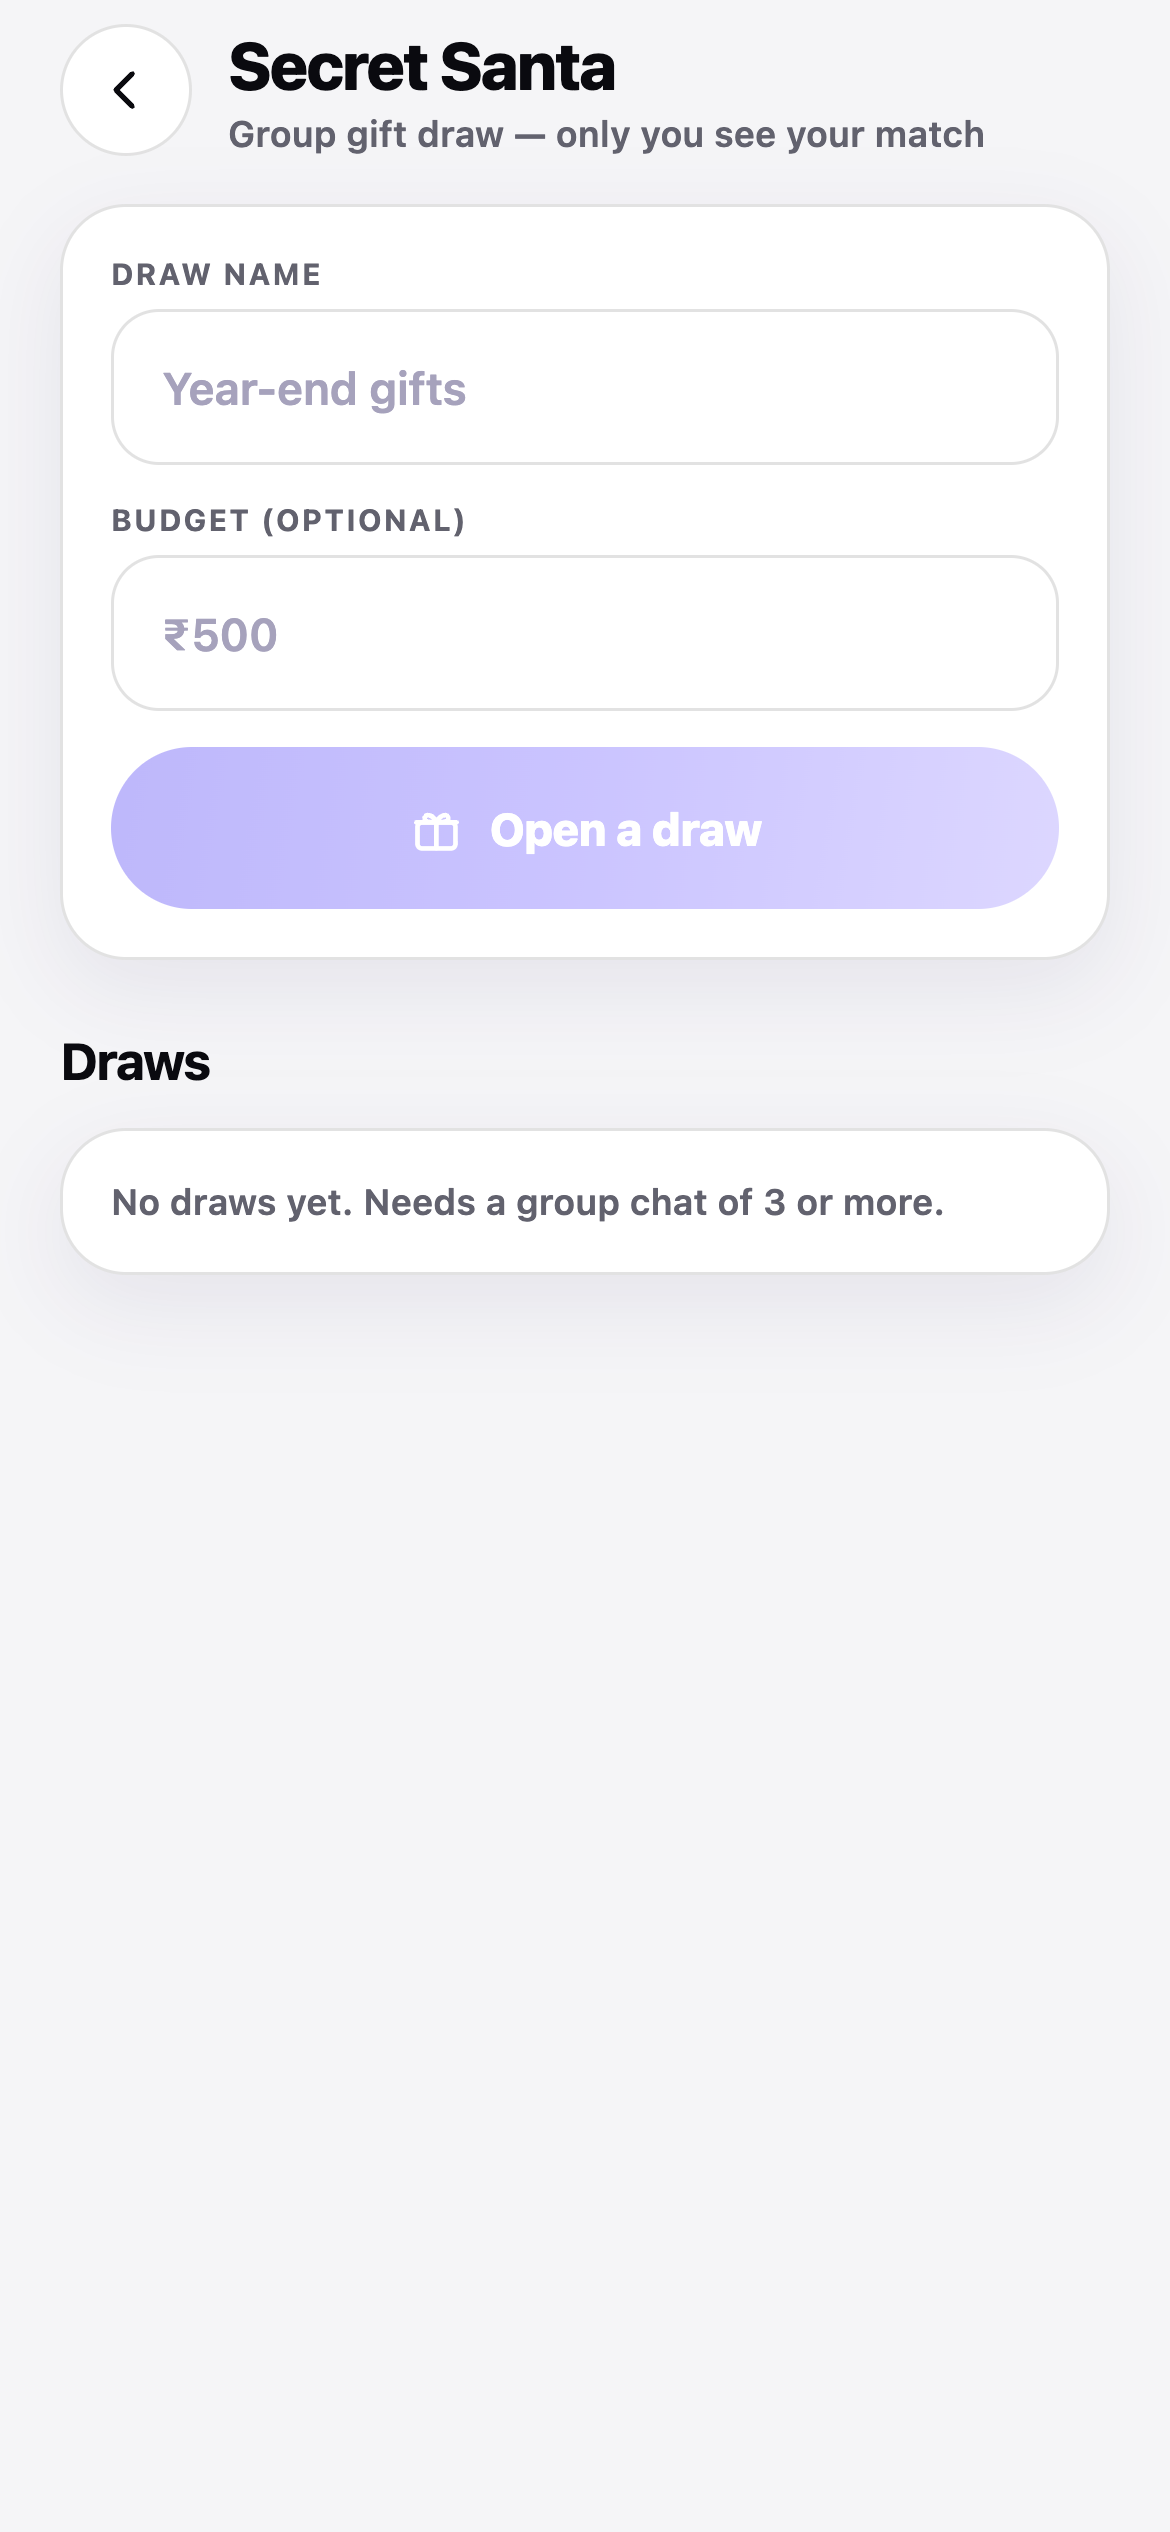 Secret Santa
Group gift draw — only you see your match
DRAW NAME
Year-end gifts
BUDGET (OPTIONAL)
₹500
Open a draw
Draws
No draws yet. Needs a group chat of 3 or more.